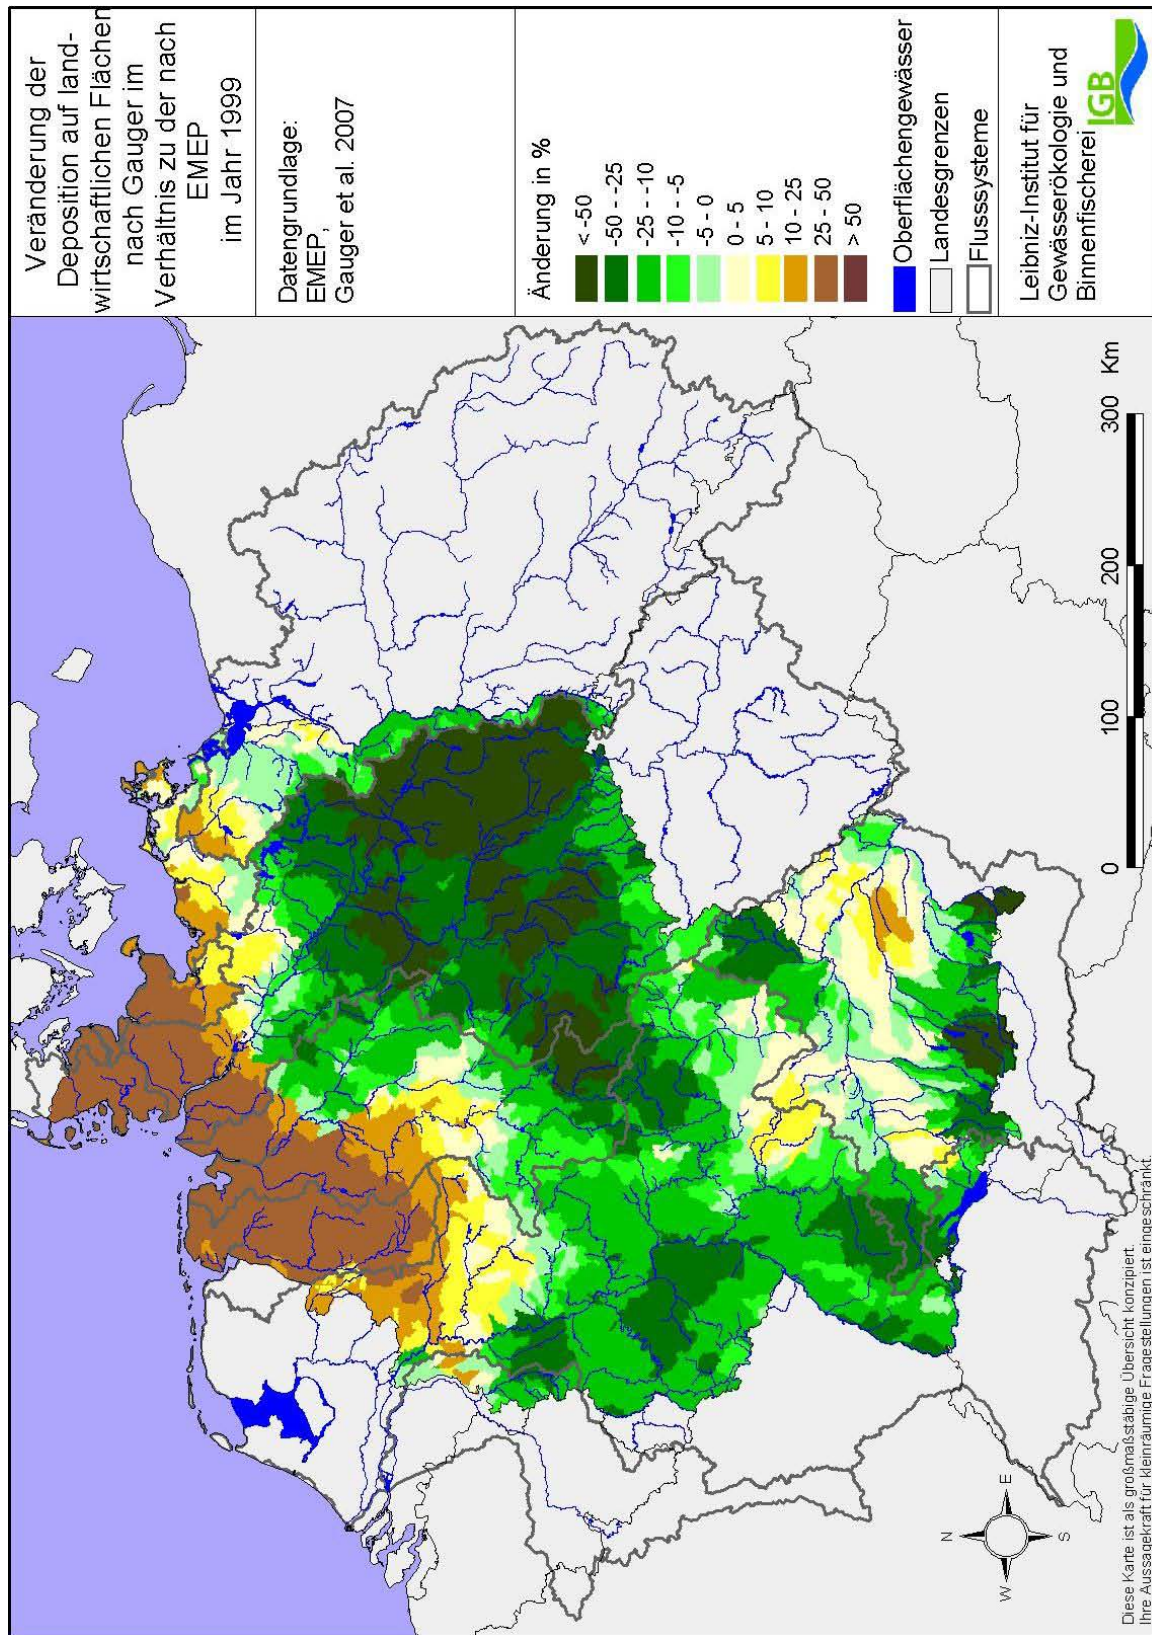 Veränderung der
Deposition auf land-
wirtschaftlichen Flächen
nach Gauger im
Verhältnis zu der nach
EMEP
im Jahr 1999
Datengrundlage:
EMEP,
Gauger et al. 2007
Änderung in %
< -50
-50 - -25
-25 - -10
-10 - -5
-5 - 0
0 - 5
5 - 10
10 - 25
25 - 50
> 50
Oberflächengewässer
Landesgrenzen
Flusssysteme
Leibniz-Institut für
Gewässerökologie und
Binnenfischerei
IGB
N
W E
S
0 100 200 300 Km
Diese Karte ist als großmaßstäbige Übersicht konzipiert.
Ihre Aussagekraft für kleinräumige Fragestellungen ist eingeschränkt.